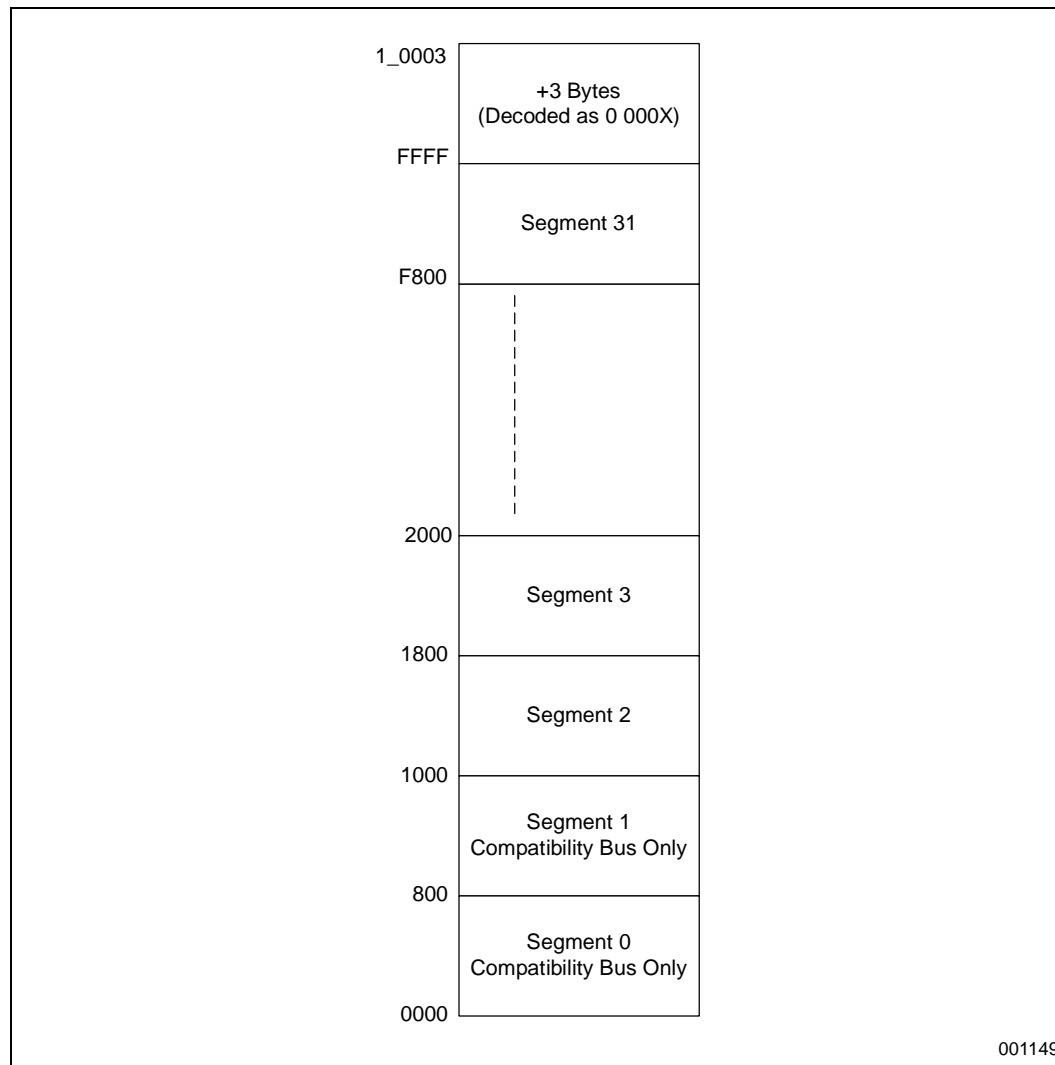 1_0003
+3 Bytes
(Decoded as 0 000X)
FFFF
Segment 31
F800
2000
Segment 3
1800
Segment 2
1000
Segment 1
Compatibility Bus Only
800
Segment 0
Compatibility Bus Only
0000
001149